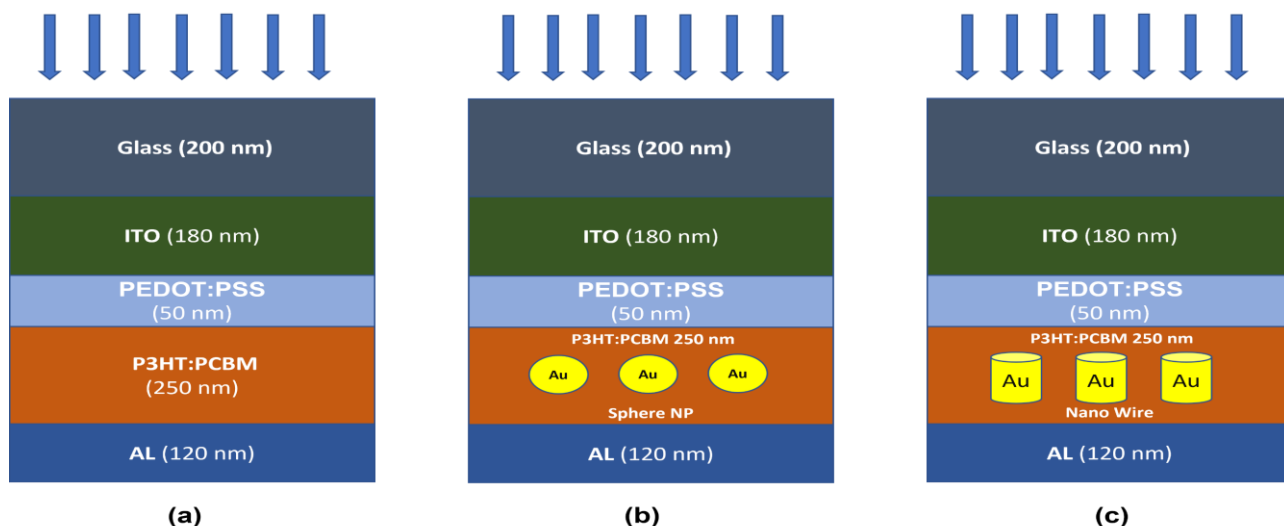 Glass (200 nm)
ITO (180 nm)
PEDOT:PSS
(50 nm)
P3HT:PCBM
(250 nm)
AL (120 nm)
(a)
Glass (200 nm)
ITO (180 nm)
PEDOT:PSS
(50 nm)
P3HT:PCBM 250 nm
Au Au Au
Sphere NP
AL (120 nm)
(b)
Glass (200 nm)
ITO (180 nm)
PEDOT:PSS
(50 nm)
P3HT:PCBM 250 nm
Au Au Au
Nano Wire
AL (120 nm)
(c)